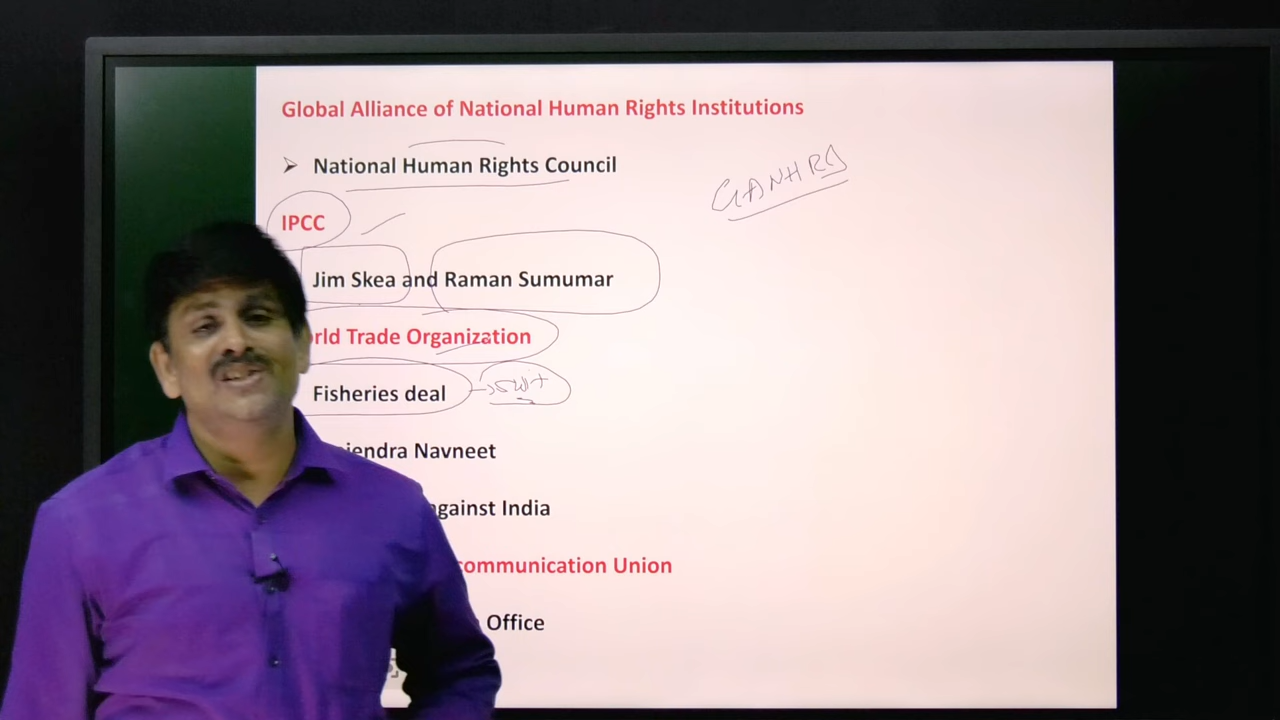 Global Alliance of National Human Rights Institutions
➢ National Human Rights Council
GANHRI
IPCC
Jim Skea and Raman Sumumar
rld Trade Organization
Fisheries deal
endra Navneet
gainst India
communication Union
Office